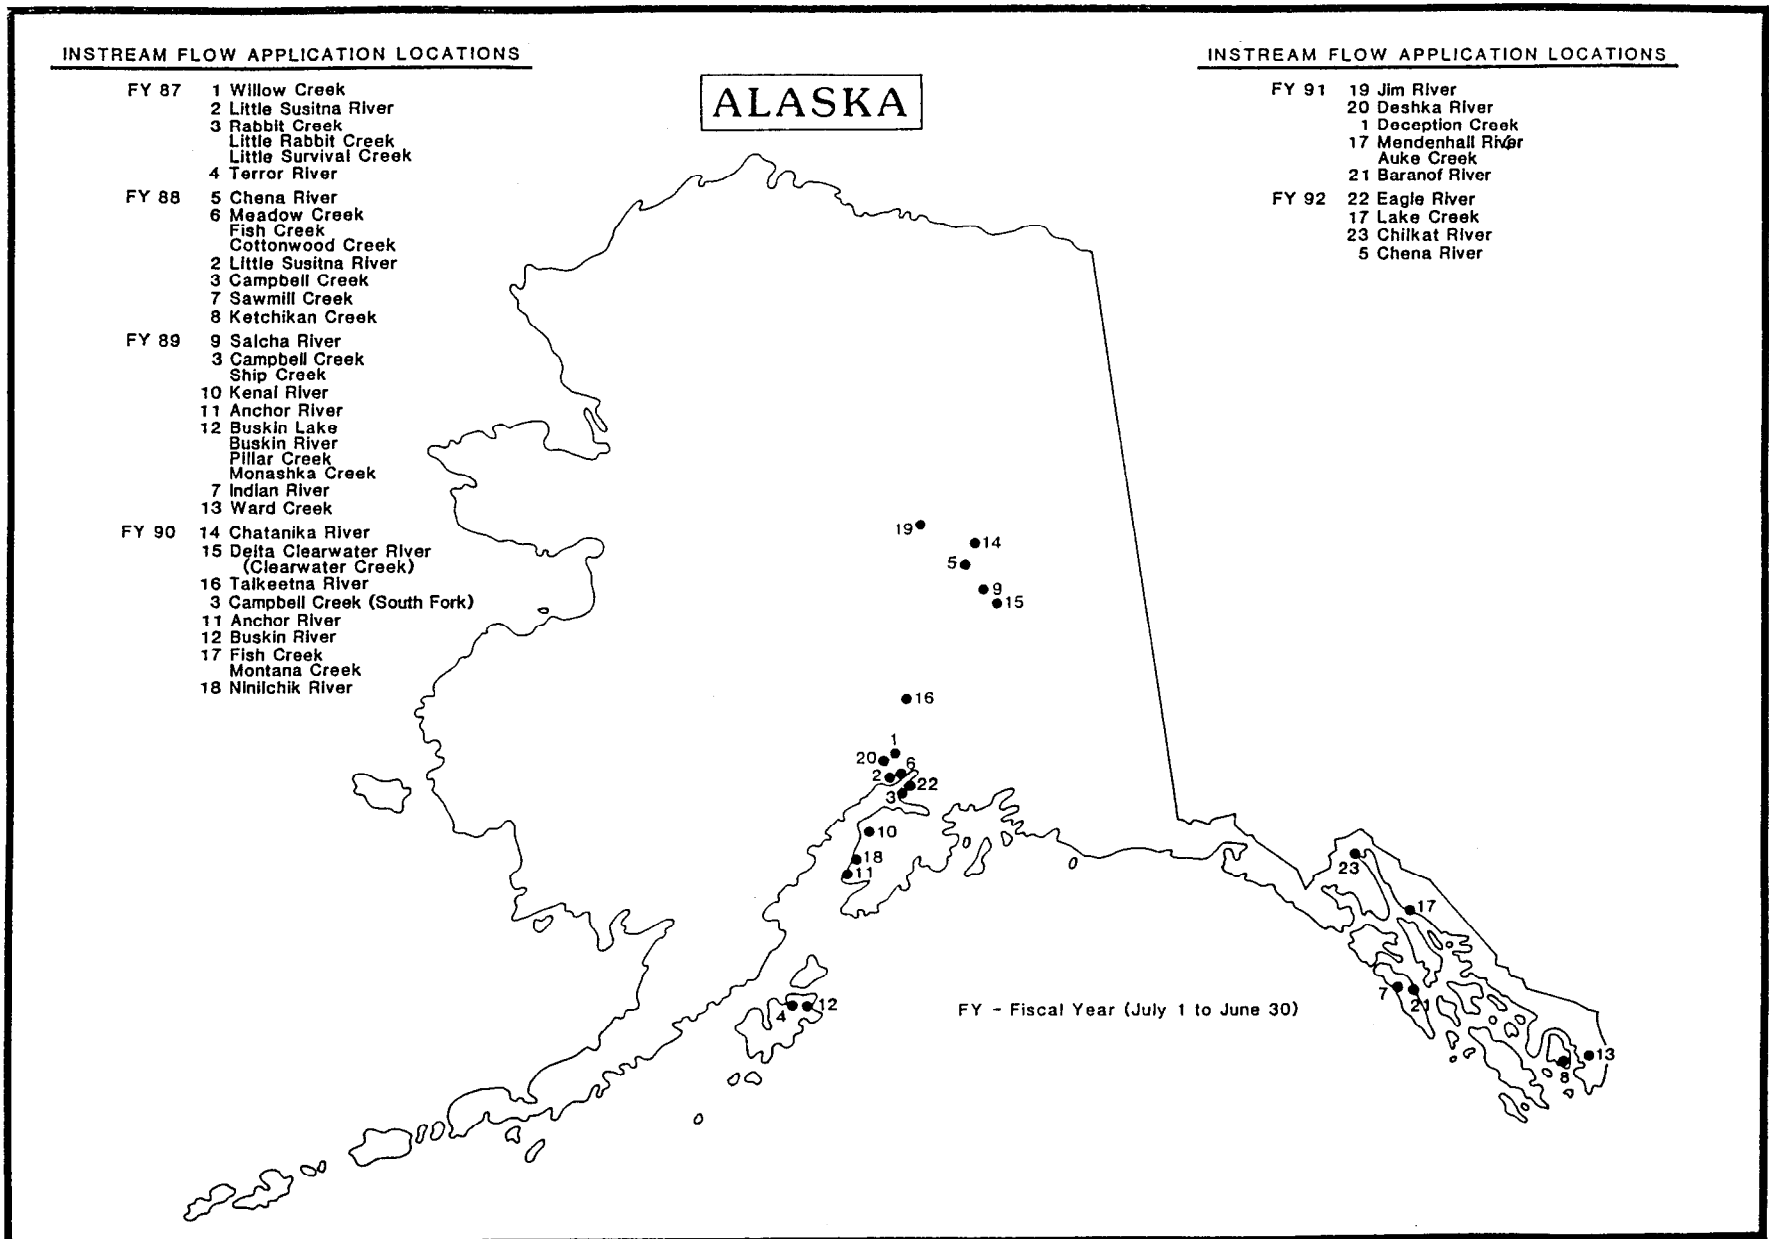 INSTREAM FLOW APPLICATION LOCATIONS
FY 87 1 Willow Creek
2 Little Susitna River
3 Rabbit Creek
Little Rabbit Creek
Little Survival Creek
4 Terror River
FY 88 5 Chena River
6 Meadow Creek
Fish Creek
Cottonwood Creek
2 Little Susitna River
3 Campbell Creek
7 Sawmill Creek
8 Ketchikan Creek
FY 89 9 Salcha River
3 Campbell Creek
Ship Creek
10 Kenai River
11 Anchor River
12 Buskin Lake
Buskin River
Pillar Creek
Monashka Creek
7 Indian River
13 Ward Creek
FY 90 14 Chatanika River
15 Delta Clearwater River
(Clearwater Creek)
16 Talkeetna River
3 Campbell Creek (South Fork)
11 Anchor River
12 Buskin River
17 Fish Creek
Montana Creek
18 Ninilchik River
ALASKA
INSTREAM FLOW APPLICATION LOCATIONS
FY 91 19 Jim River
20 Deshka River
1 Deception Creek
17 Mendenhall River
Auke Creek
21 Baranof River
FY 92 22 Eagle River
17 Lake Creek
23 Chilkat River
5 Chena River
19
14
5
9
15
16
1
20
6
2
22
3
10
18
11
23
17
7
21
4
12
FY - Fiscal Year (July 1 to June 30)
13
8